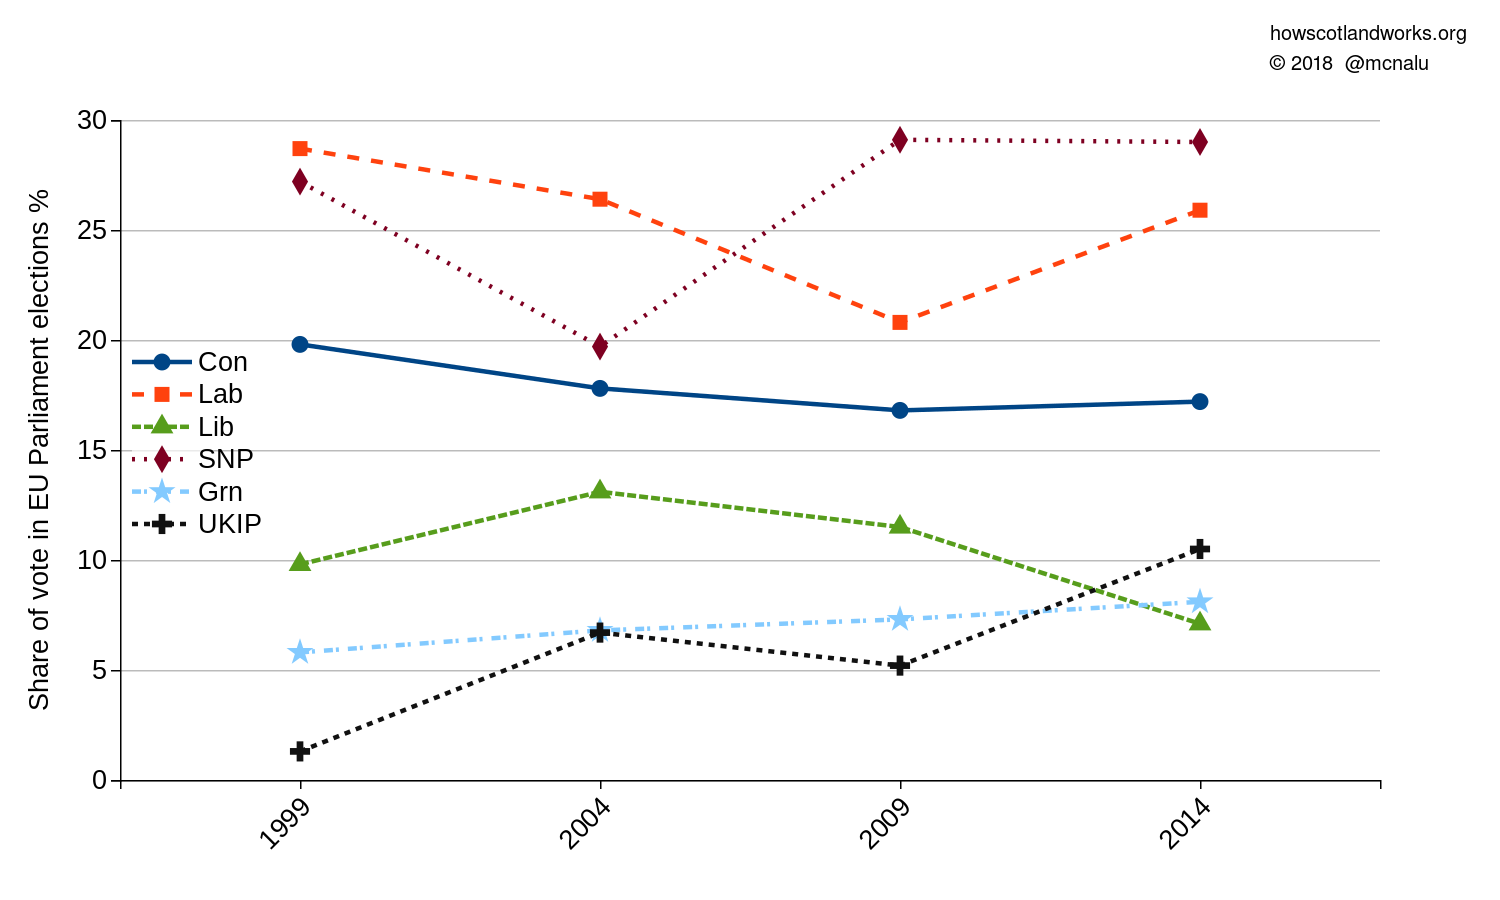 howscotlandworks.org
© 2018 @mcnalu
Share of vote in EU Parliament elections %
30
25
20
15
10
5
0
Con
Lab
Lib
SNP
Grn
UKIP
1999
2004
2009
2014